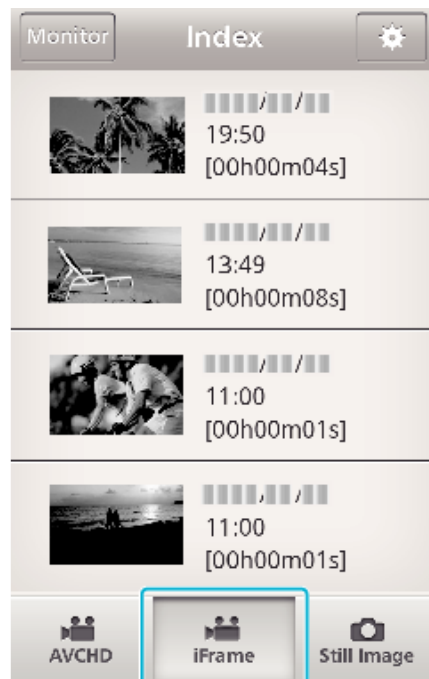 Monitor Index
19:50
[00h00m04s]
13:49
[00h00m08s]
11:00
[00h00m01s]
11:00
[00h00m01s]
AVCHD iFrame Still Image